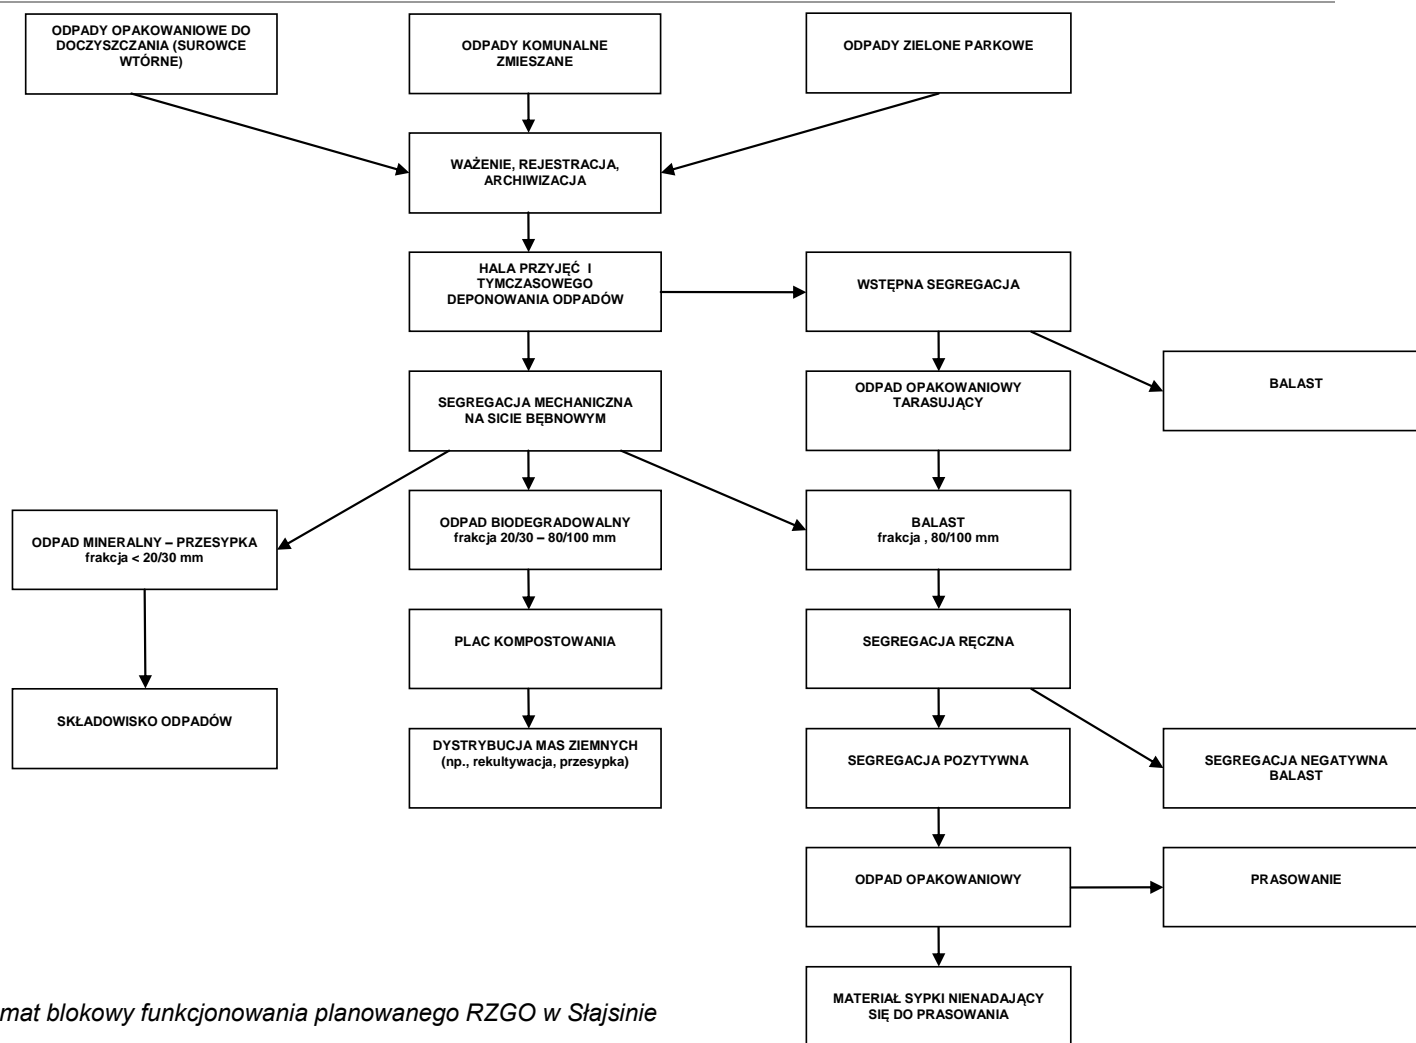 ODPADY OPAKOWANIOWE DO
DOCZYSZCZANIA (SUROWCE
WTÓRNE)
ODPADY KOMUNALNE
ZMIESZANE
ODPADY ZIELONE PARKOWE
WAŻENIE, REJESTRACJA,
ARCHIWIZACJA
HALA PRZYJĘĆ I
TYMCZASOWEGO
DEPONOWANIA ODPADÓW
WSTĘPNA SEGREGACJA
SEGREGACJA MECHANICZNA
NA SICIE BĘBNOWYM
ODPAD OPAKOWANIOWY
TARASUJĄCY
BALAST
ODPAD MINERALNY – PRZESYPKA
frakcja < 20/30 mm
ODPAD BIODEGRADOWALNY
frakcja 20/30 – 80/100 mm
BALAST
frakcja , 80/100 mm
PLAC KOMPOSTOWANIA
SEGREGACJA RĘCZNA
SKŁADOWISKO ODPADÓW
DYSTRYBUCJA MAS ZIEMNYCH
(np., rekultywacja, przesypka)
SEGREGACJA POZYTYWNA
SEGREGACJA NEGATYWNA
BALAST
ODPAD OPAKOWANIOWY
PRASOWANIE
MATERIAŁ SYPKI NIENADAJĄCY
SIĘ DO PRASOWANIA
mat blokowy funkcjonowania planowanego RZGO w Słajsinie